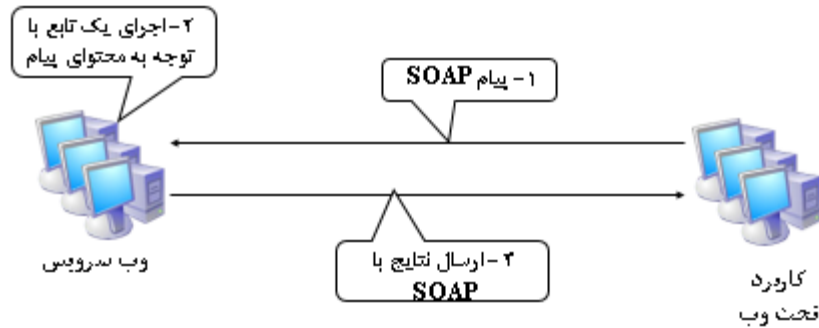 ۲-اجرای یک تابع با
توجه به محتوای پیام
۱- پیام SOAP
۳-ارسال نتایج با
SOAP
وب سرویس
کاربرد
تحت وب